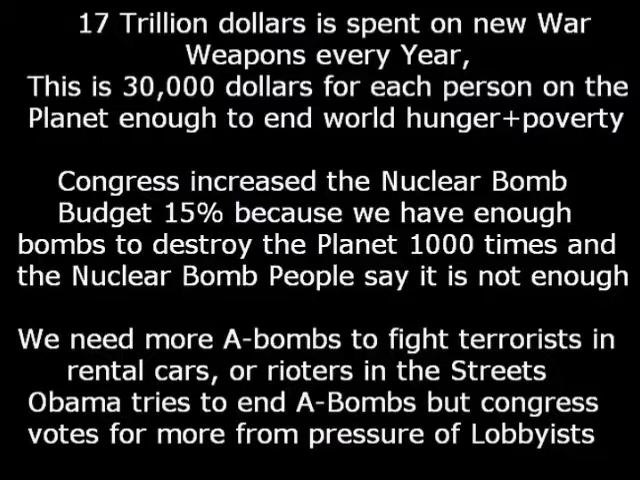 17 Trillion dollars is spent on new War
Weapons every Year,
This is 30,000 dollars for each person on the
Planet enough to end world hunger+poverty
Congress increased the Nuclear Bomb
Budget 15% because we have enough
bombs to destroy the Planet 1000 times and
the Nuclear Bomb People say it is not enough
We need more A-bombs to fight terrorists in
rental cars, or rioters in the Streets
Obama tries to end A-Bombs but congress
votes for more from pressure of Lobbyists